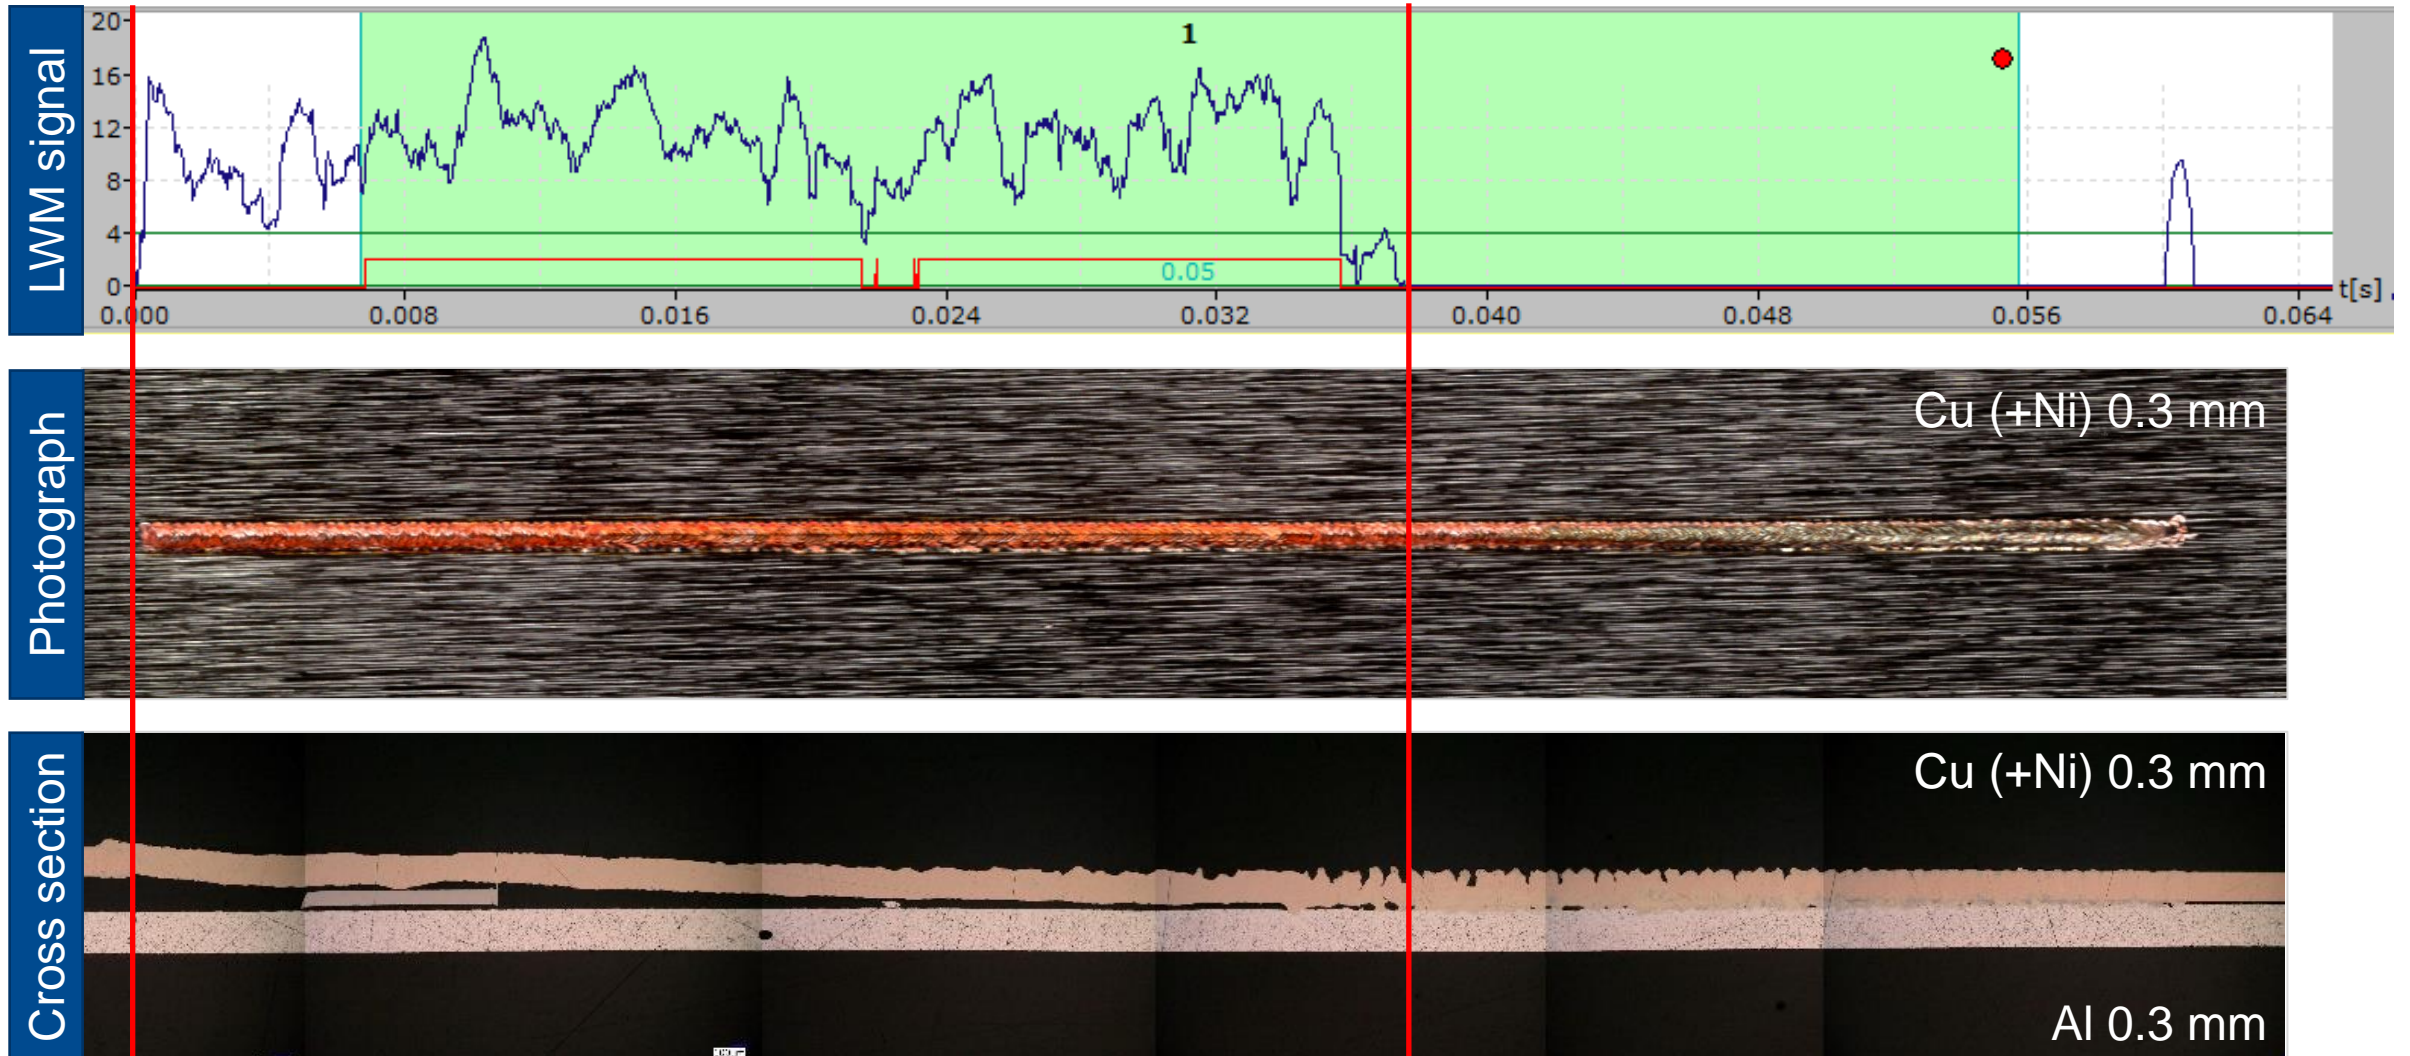 LWM signal
20
16
12
8
4
0
1
0.05
0.000 0.008 0.016 0.024 0.032 0.040 0.048 0.056 0.064
t[s]
Photograph
Cu (+Ni) 0.3 mm
Cross section
Cu (+Ni) 0.3 mm
Al 0.3 mm